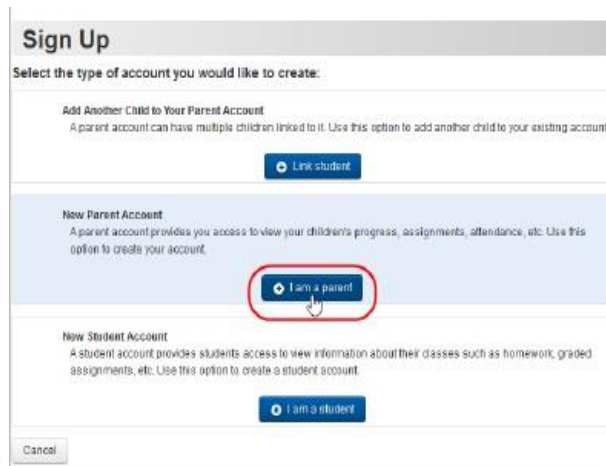 Sign Up
Select the type of account you would like to create:
Add Another Child to Your Parent Account
A parent account can have multiple children linked to it. Use this option to add another child to your existing account
Link student
New Parent Account
A parent account provides you access to view your children's progress, assignments, attendance, etc. Use this
option to create your account.
I am a parent
New Student Account
A student account provides students access to view information about their classes such as homework, graded
assignments, etc. Use this option to create a student account.
I am a student
Cancel